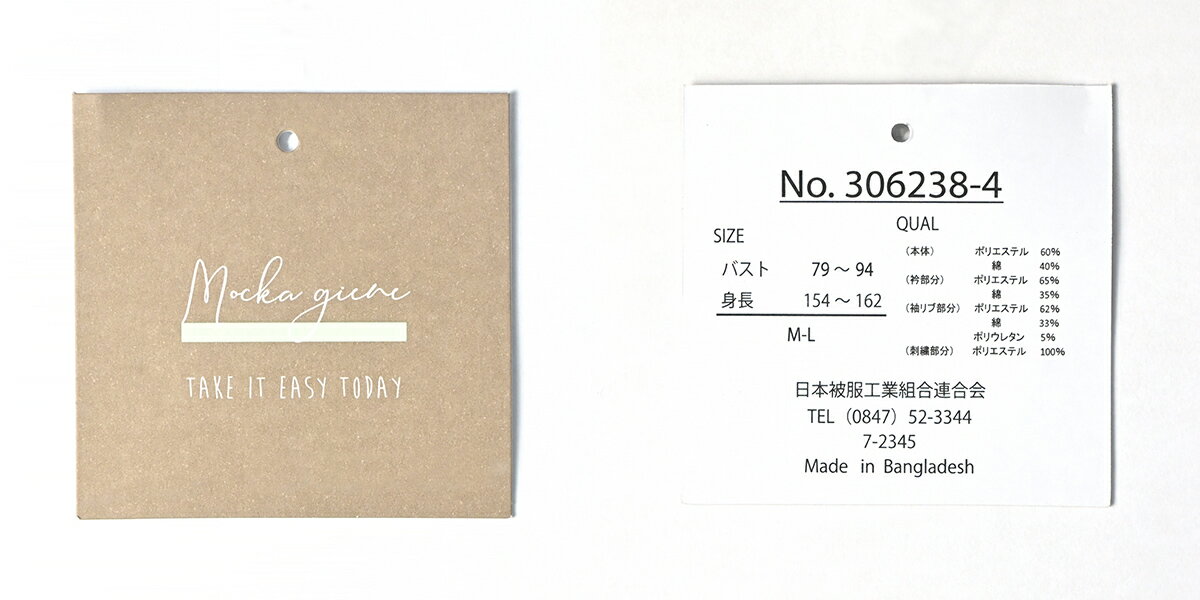 Mocka giene
TAKE IT EASY TODAY
No. 306238-4
SIZE
バスト 79～94
身長 154～162
M-L
QUAL
（本体） ポリエステル 60%
綿 40%
（衿部分） ポリエステル 65%
綿 35%
（袖リブ部分） ポリエステル 62%
綿 33%
ポリウレタン 5%
（刺繍部分） ポリエステル 100%
日本被服工業組合連合会
TEL（0847）52-3344
7-2345
Made in Bangladesh